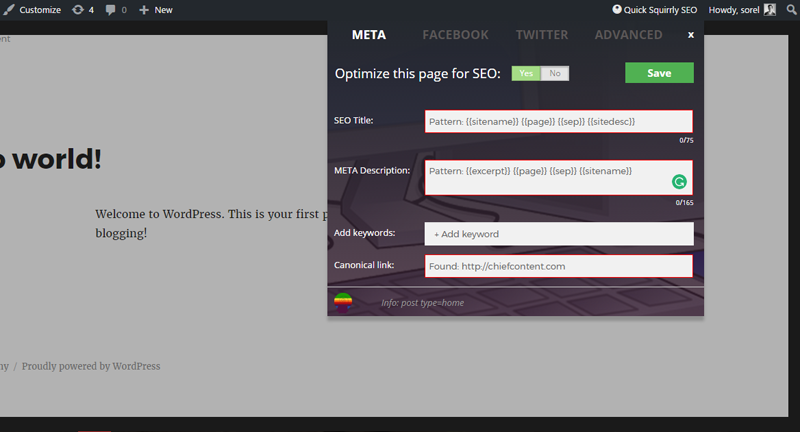 Customize 4 0 New Quick Squirrly SEO Howdy, sorel
ent
META FACEBOOK TWITTER ADVANCED x
Optimize this page for SEO: Yes No Save
SEO Title: Pattern: {{sitename}} {{page}} {{sep}} {{sitedesc}}
0/75
o world!
META Description: Pattern: {{excerpt}} {{page}} {{sep}} {{sitename}}
0/165
Welcome to WordPress. This is your first p
blogging!
Add keywords: + Add keyword
Canonical link: Found: http://chiefcontent.com
Info: post type=home
ny / Proudly powered by WordPress